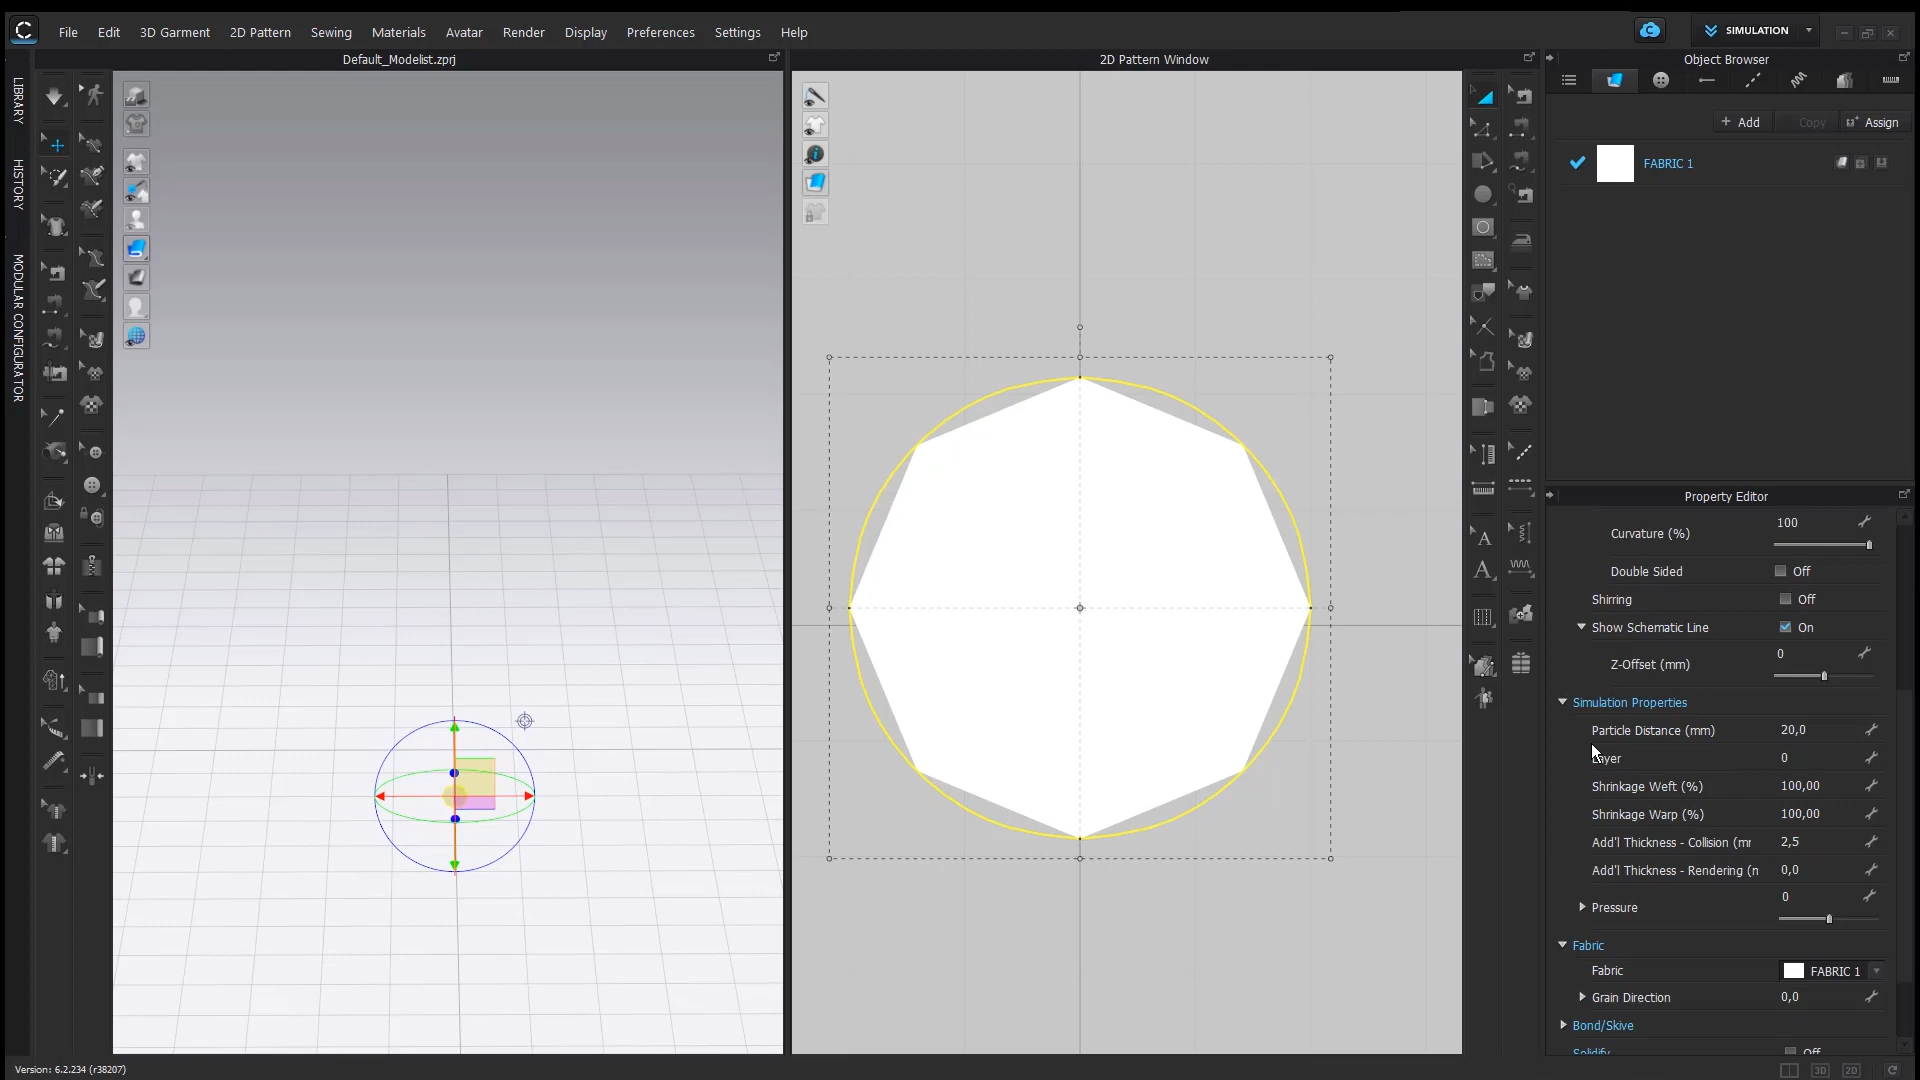 File Edit 3D Garment 2D Pattern Sewing Materials Avatar Render Display Preferences Settings Help
SIMULATION
Default_Modelist.zprj
2D Pattern Window
Object Browser
LIBRARY
HISTORY
MODULAR CONFIGURATOR
+ Add
Copy
Assign
FABRIC 1
Property Editor
Curvature (%) 100
Double Sided Off
Shirring Off
Show Schematic Line On
Z-Offset (mm) 0
Simulation Properties
Particle Distance (mm) 20,0
ayer 0
Shrinkage Weft (%) 100,00
Shrinkage Warp (%) 100,00
Add'l Thickness - Collision (mr 2,5
Add'l Thickness - Rendering (n 0,0
Pressure 0
Fabric
Fabric FABRIC 1
Grain Direction 0,0
Bond/Skive
Solidify Off
Version: 6.2.234 (r38207)
3D 2D